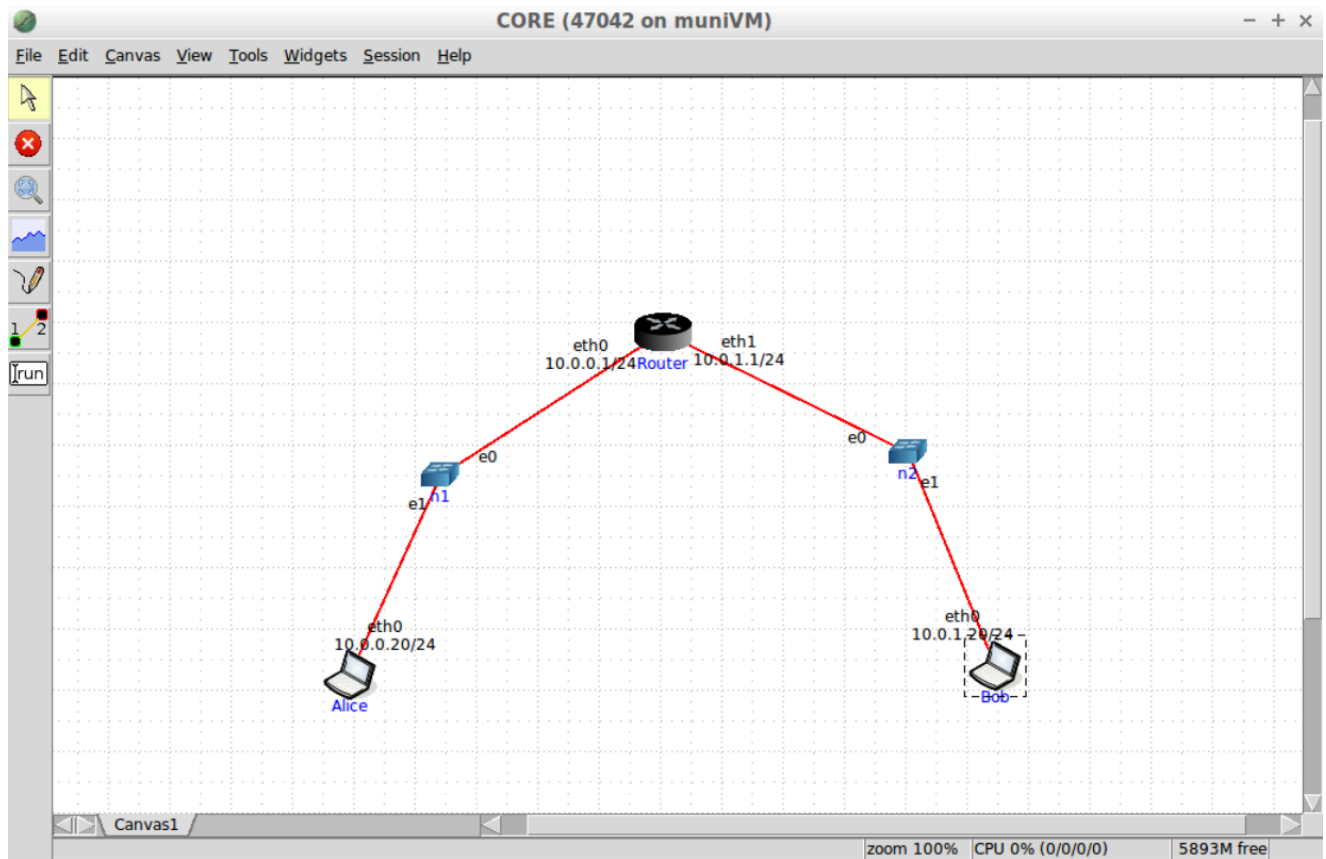 CORE (47042 on muniVM)
File Edit Canvas View Tools Widgets Session Help
1 2
run
eth0
10.0.0.1/24
Router
eth1
10.0.1.1/24
e0
n1
e1
e0
n2
e1
eth0
10.0.0.20/24
Alice
eth0
10.0.1.20/24
Bob
Canvas1
zoom 100% CPU 0% (0/0/0/0) 5893M free